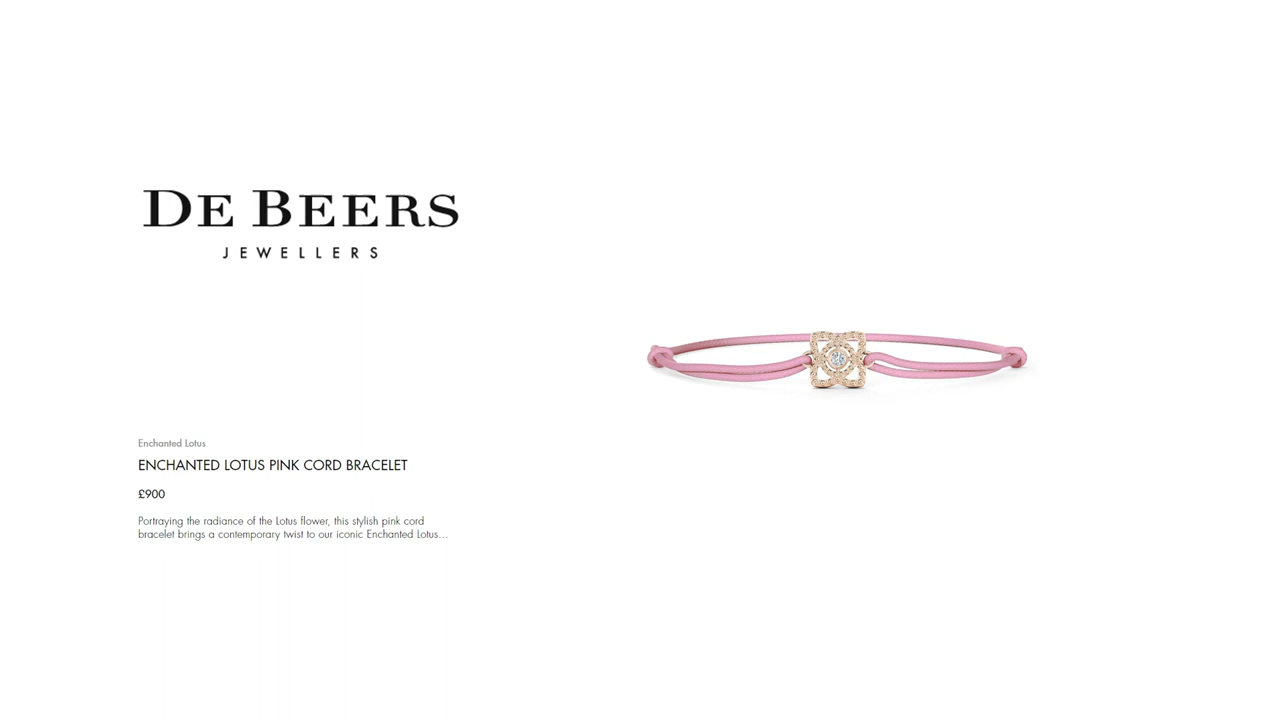 DE BEERS
JEWELLERS
Enchanted Lotus
ENCHANTED LOTUS PINK CORD BRACELET
£900
Portraying the radiance of the Lotus flower, this stylish pink cord
bracelet brings a contemporary twist to our iconic Enchanted Lotus...